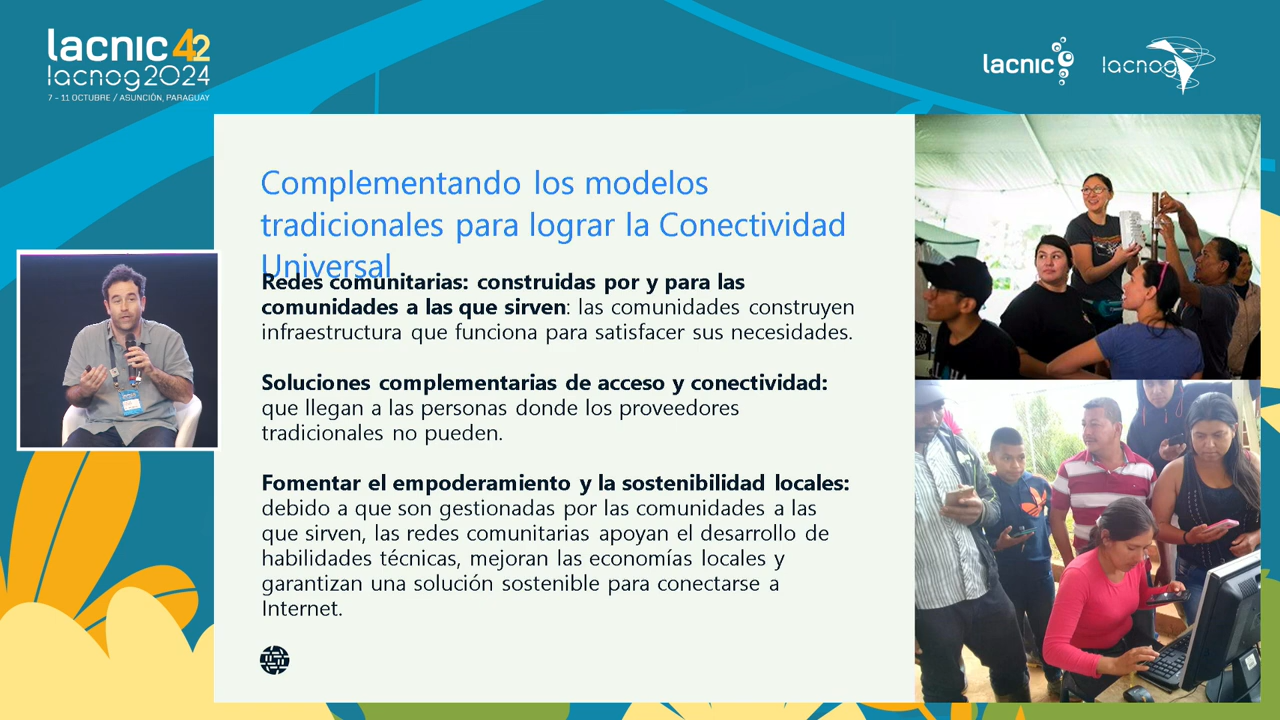 lacnic 42
lacnog2024
7 - 11 OCTUBRE / ASUNCIÓN, PARAGUAY
lacnic
lacnog
Complementando los modelos
tradicionales para lograr la Conectividad
Universal
Redes comunitarias: construidas por y para las
comunidades a las que sirven: las comunidades construyen
infraestructura que funciona para satisfacer sus necesidades.
Soluciones complementarias de acceso y conectividad:
que llegan a las personas donde los proveedores
tradicionales no pueden.
Fomentar el empoderamiento y la sostenibilidad locales:
debido a que son gestionadas por las comunidades a las
que sirven, las redes comunitarias apoyan el desarrollo de
habilidades técnicas, mejoran las economías locales y
garantizan una solución sostenible para conectarse a
Internet.